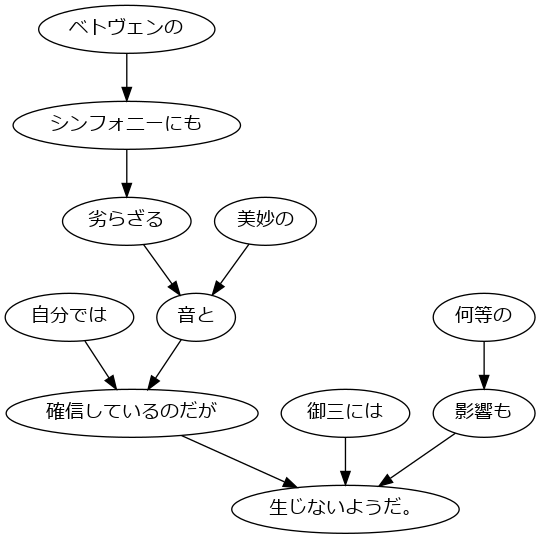 ベトヴェンの
シンフォニーにも
劣らざる
美妙の
自分では
音と
何等の
確信しているのだが
御三には
影響も
生じないようだ。